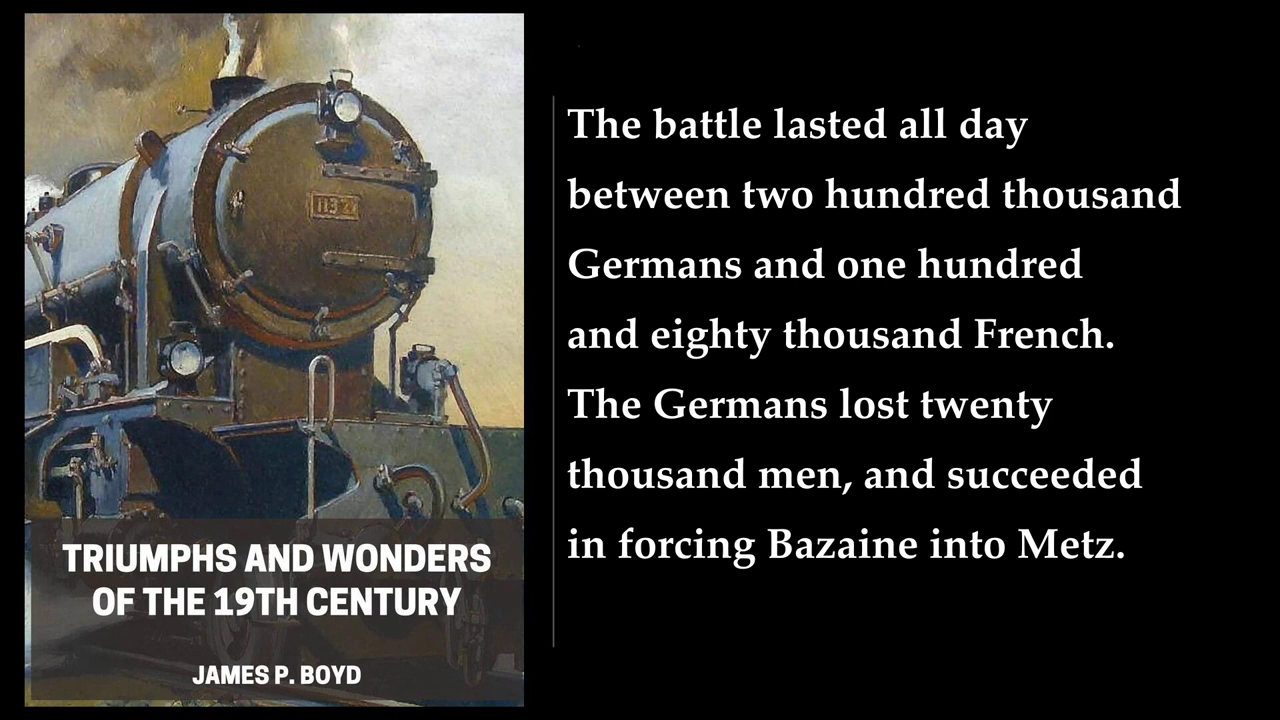 1132
TRIUMPHS AND WONDERS
OF THE 19TH CENTURY
JAMES P. BOYD
The battle lasted all day
between two hundred thousand
Germans and one hundred
and eighty thousand French.
The Germans lost twenty
thousand men, and succeeded
in forcing Bazaine into Metz.